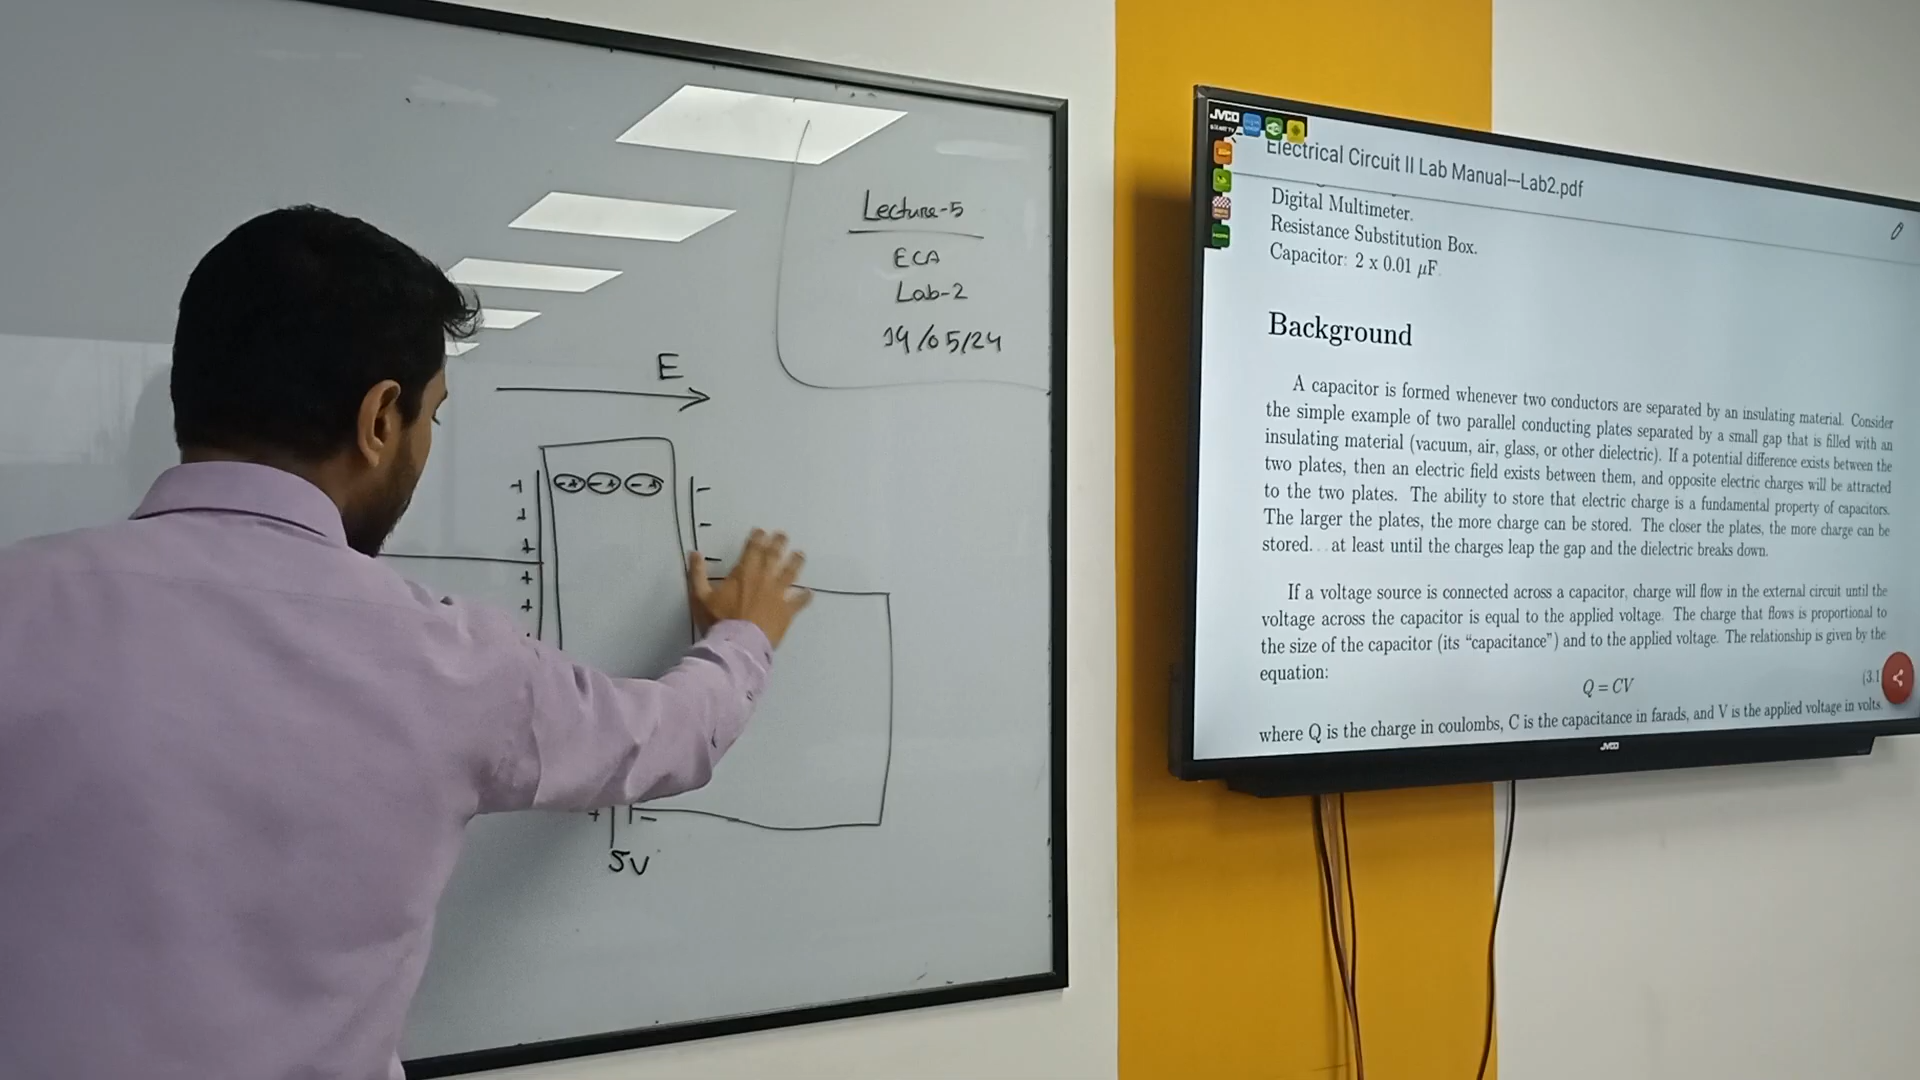 Lecture-5
ECA
Lab-2
14/05/24
E
+ -
+ -
+ -
+
+
- + - + - +
+ -
5V
JVCO
Electrical Circuit II Lab Manual—Lab2.pdf
Digital Multimeter.
Resistance Substitution Box.
Capacitor: 2 x 0.01 μF
Background
A capacitor is formed whenever two conductors are separated by an insulating material. Consider
the simple example of two parallel conducting plates separated by a small gap that is filled with an
insulating material (vacuum, air, glass, or other dielectric). If a potential difference exists between the
two plates, then an electric field exists between them, and opposite electric charges will be attracted
to the two plates. The ability to store that electric charge is a fundamental property of capacitors.
The larger the plates, the more charge can be stored. The closer the plates, the more charge can be
stored. . . at least until the charges leap the gap and the dielectric breaks down.
If a voltage source is connected across a capacitor, charge will flow in the external circuit until the
voltage across the capacitor is equal to the applied voltage. The charge that flows is proportional to
the size of the capacitor (its “capacitance”) and to the applied voltage. The relationship is given by the
equation:
Q = CV
(3.1
where Q is the charge in coulombs, C is the capacitance in farads, and V is the applied voltage in volts.
JVCO